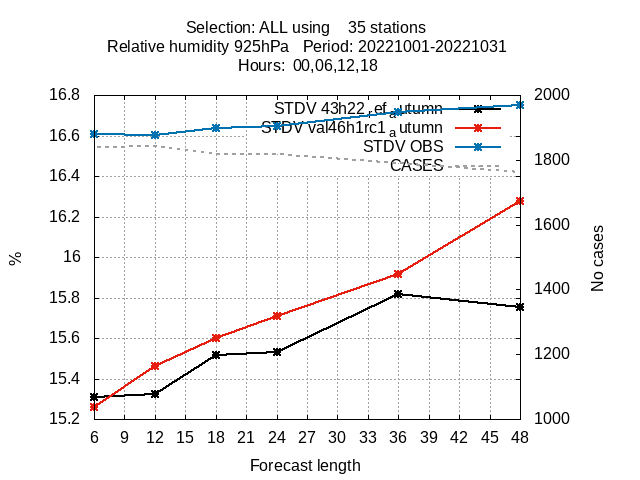 Selection: ALL using 35 stations
Relative humidity 925hPa Period: 20221001-20221031
Hours: 00,06,12,18
16.8
16.6
16.4
16.2
16
15.8
15.6
15.4
15.2
%
STDV 43h22ref autumn
STDV val46h1rc1 autumn
STDV OBS
CASES
2000
1800
1600
1400
1200
1000
No cases
6 9 12 15 18 21 24 27 30 33 36 39 42 45 48
Forecast length